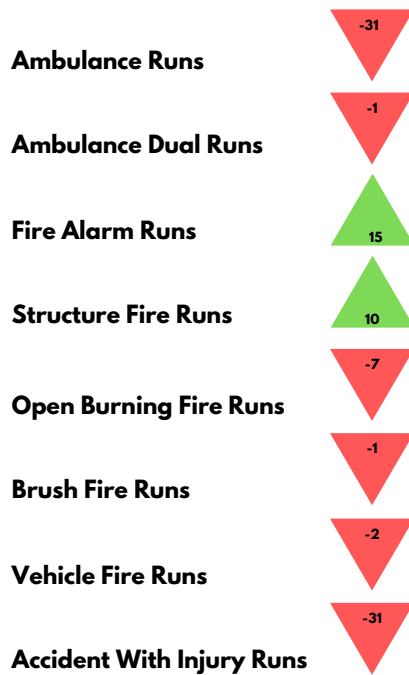 -31
Ambulance Runs
-1
Ambulance Dual Runs
Fire Alarm Runs
15
Structure Fire Runs
10
-7
Open Burning Fire Runs
-1
Brush Fire Runs
-2
Vehicle Fire Runs
-31
Accident With Injury Runs